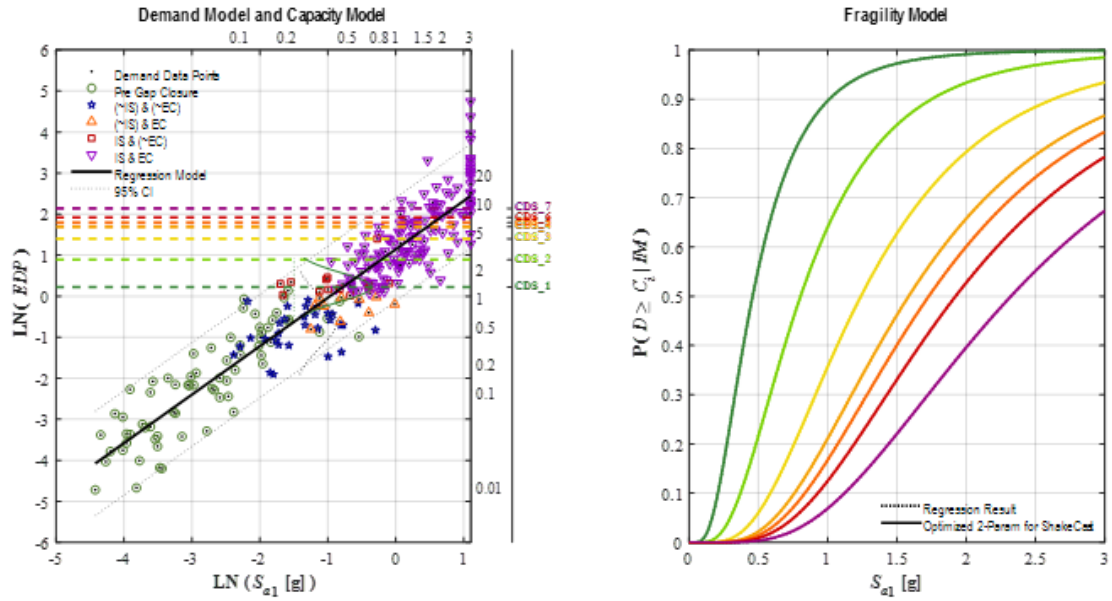 Demand Model and Capacity Model
0.1 0.2 0.5 0.8 1 1.5 2 3
6
5
4
3
2
1
0
-1
-2
-3
-4
-5
-6
LN( EDP )
Demand Data Points
Pre Gap Closure
(~IS) & (~EC)
(~IS) & EC
IS & (~EC)
IS & EC
Regression Model
95% CI
20
10
5
2
1
0.5
0.2
0.1
0.01
CDS_7
CDS_3
CDS_2
CDS_1
-5 -4 -3 -2 -1 0 1
LN ( Sa1 [g] )
Fragility Model
1
0.9
0.8
0.7
0.6
0.5
0.4
0.3
0.2
0.1
0
P( D ≥ Ci | IM )
Regression Result
Optimized 2-Param for ShakeCast
0 0.5 1 1.5 2 2.5 3
Sa1 [g]